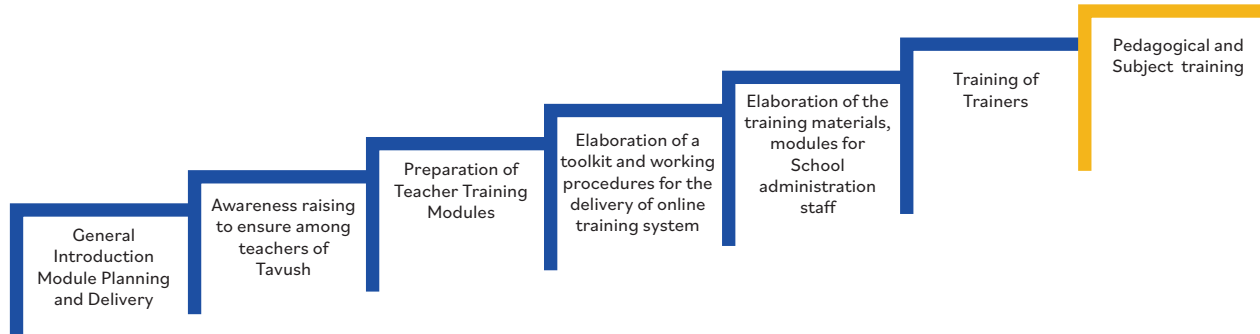 General
Introduction
Module Planning
and Delivery
Awareness raising
to ensure among
teachers of
Tavush
Preparation of
Teacher Training
Modules
Elaboration of a
toolkit and working
procedures for the
delivery of online
training system
Elaboration of the
training materials,
modules for
School
administration
staff
Training of
Trainers
Pedagogical and
Subject training